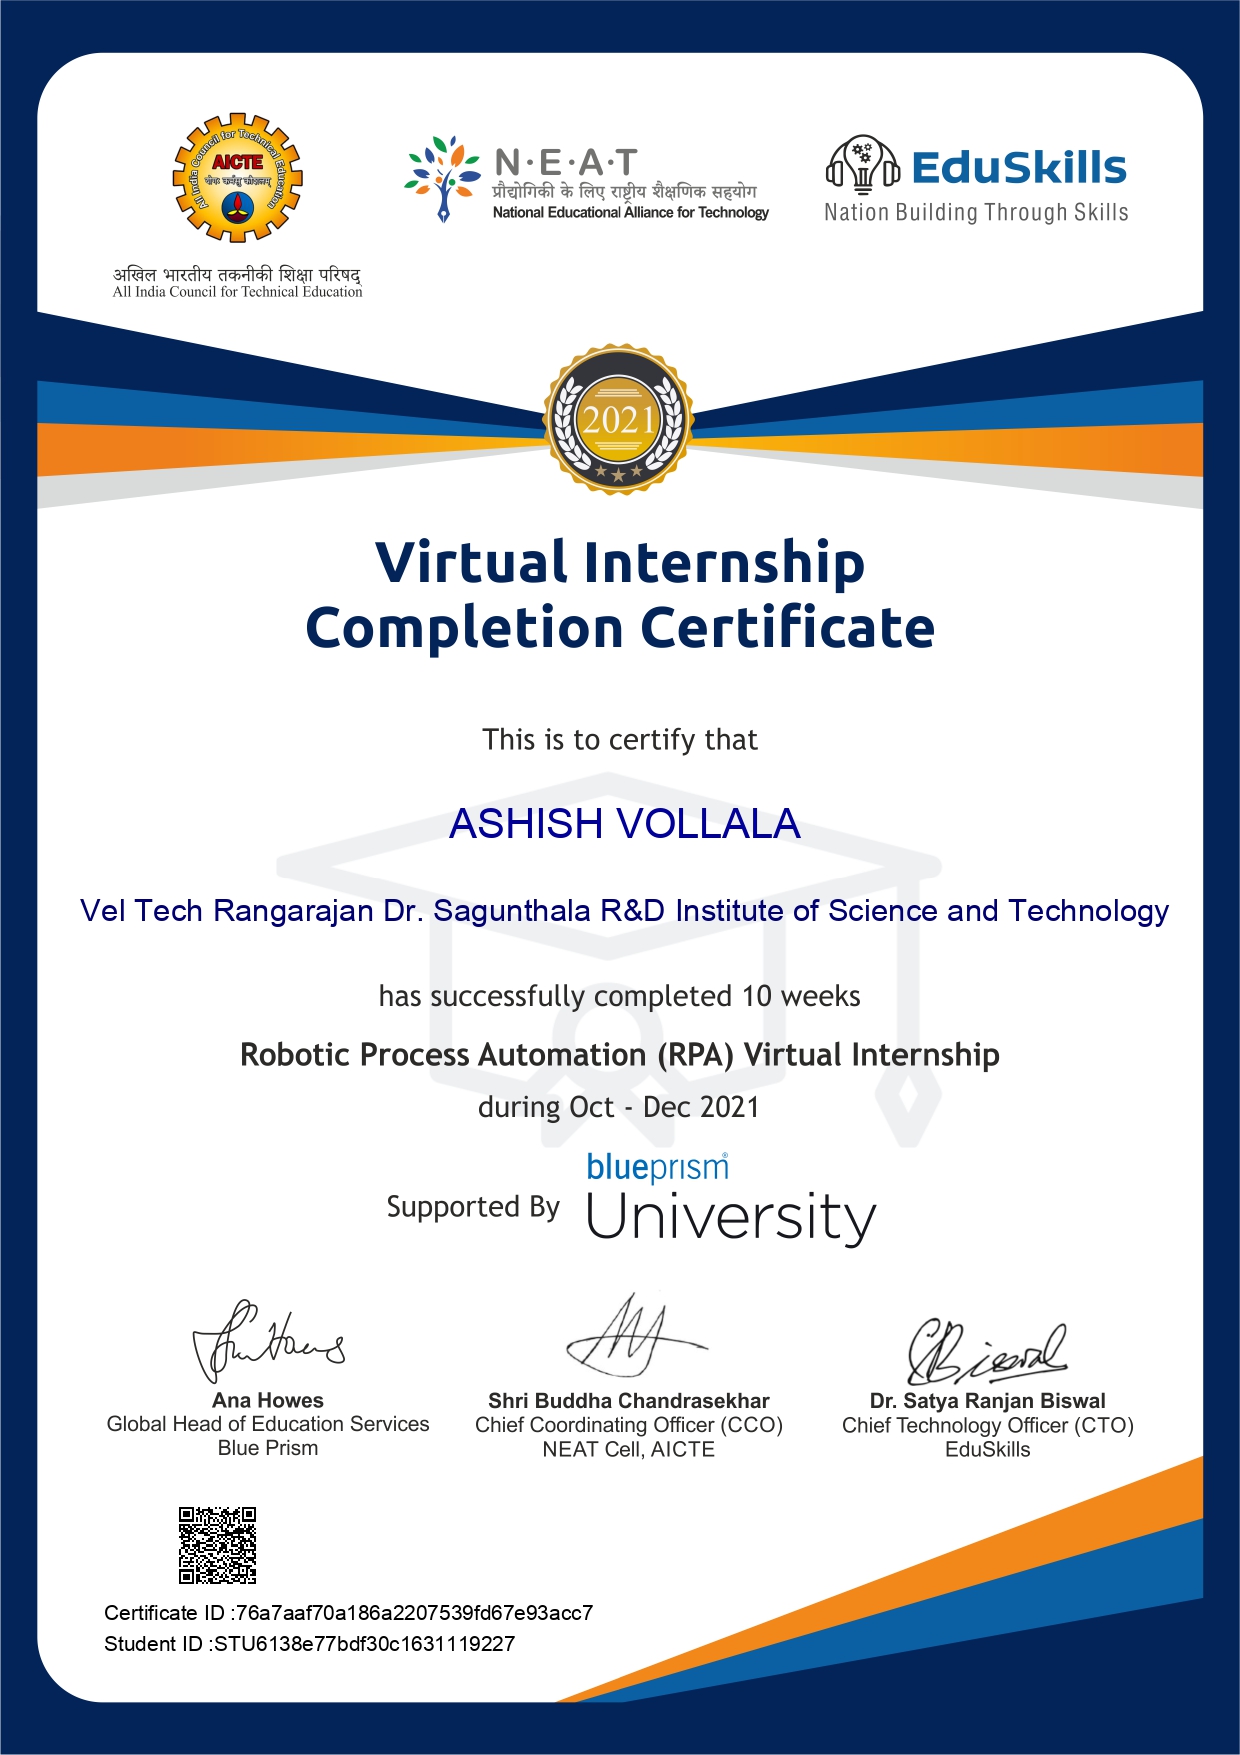 All India Council for Technical Education
AICTE
योगः कर्मसु कौशलम्
अखिल भारतीय तकनीकी शिक्षा परिषद्
All India Council for Technical Education
N·E·A·T
प्रौद्योगिकी के लिए राष्ट्रीय शैक्षणिक सहयोग
National Educational Alliance for Technology
EduSkills
Nation Building Through Skills
2021
Virtual Internship
Completion Certificate
This is to certify that
ASHISH VOLLALA
Vel Tech Rangarajan Dr. Sagunthala R&D Institute of Science and Technology
has successfully completed 10 weeks
Robotic Process Automation (RPA) Virtual Internship
during Oct - Dec 2021
Supported By
blueprism®
University
Ana Howes
Global Head of Education Services
Blue Prism
Shri Buddha Chandrasekhar
Chief Coordinating Officer (CCO)
NEAT Cell, AICTE
Dr. Satya Ranjan Biswal
Chief Technology Officer (CTO)
EduSkills
Certificate ID :76a7aaf70a186a2207539fd67e93acc7
Student ID :STU6138e77bdf30c1631119227